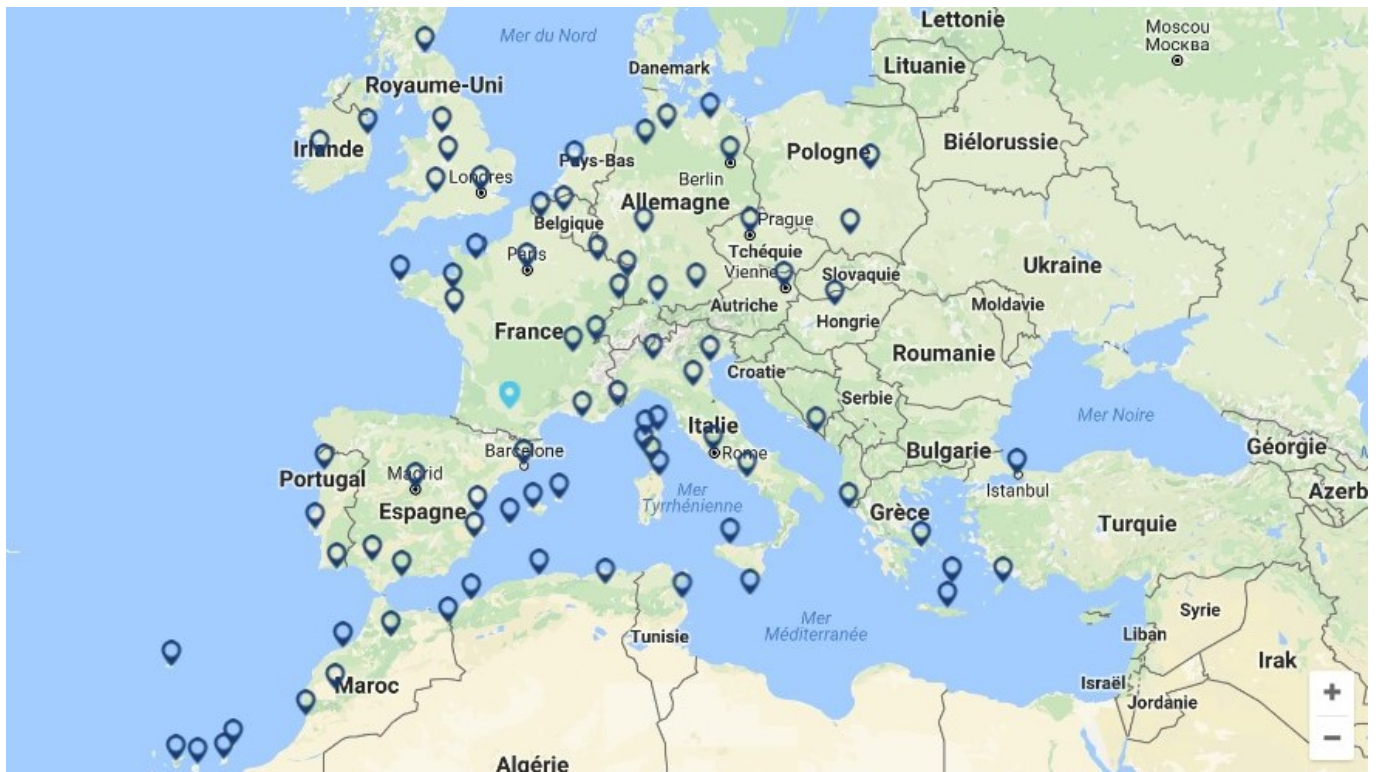 Lettonie
Moscou
Москва
Mer du Nord
Danemark
Lituanie
Royaume-Uni
Biélorussie
Irlande
Pologne
Pays-Bas
Londres
Berlin
Allemagne
Belgique
Prague
Tchéquie
Paris
Vienne
Slovaquie
Ukraine
Autriche
Moldavie
Hongrie
France
Roumanie
Croatie
Serbie
Mer Noire
Italie
Géorgie
Barcelone
Rome
Bulgarie
Madrid
Portugal
Istanbul
Azerb
Mer
Tyrrhénienne
Espagne
Grèce
Turquie
Syrie
Mer
Méditerranée
Tunisie
Liban
Irak
Maroc
Israël
Jordanie
+
−
Algérie